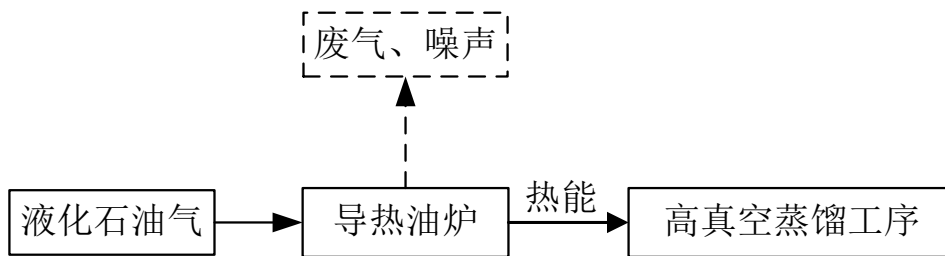 废气、噪声
液化石油气
导热油炉
热能
高真空蒸馏工序